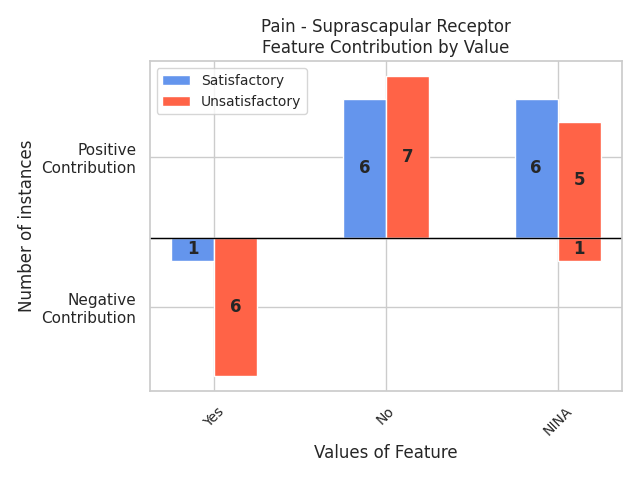 Pain - Suprascapular Receptor
Feature Contribution by Value
Satisfactory
Unsatisfactory
Number of instances
Positive
Contribution
Negative
Contribution
1
6
6
7
6
5
1
Yes
No
NINA
Values of Feature